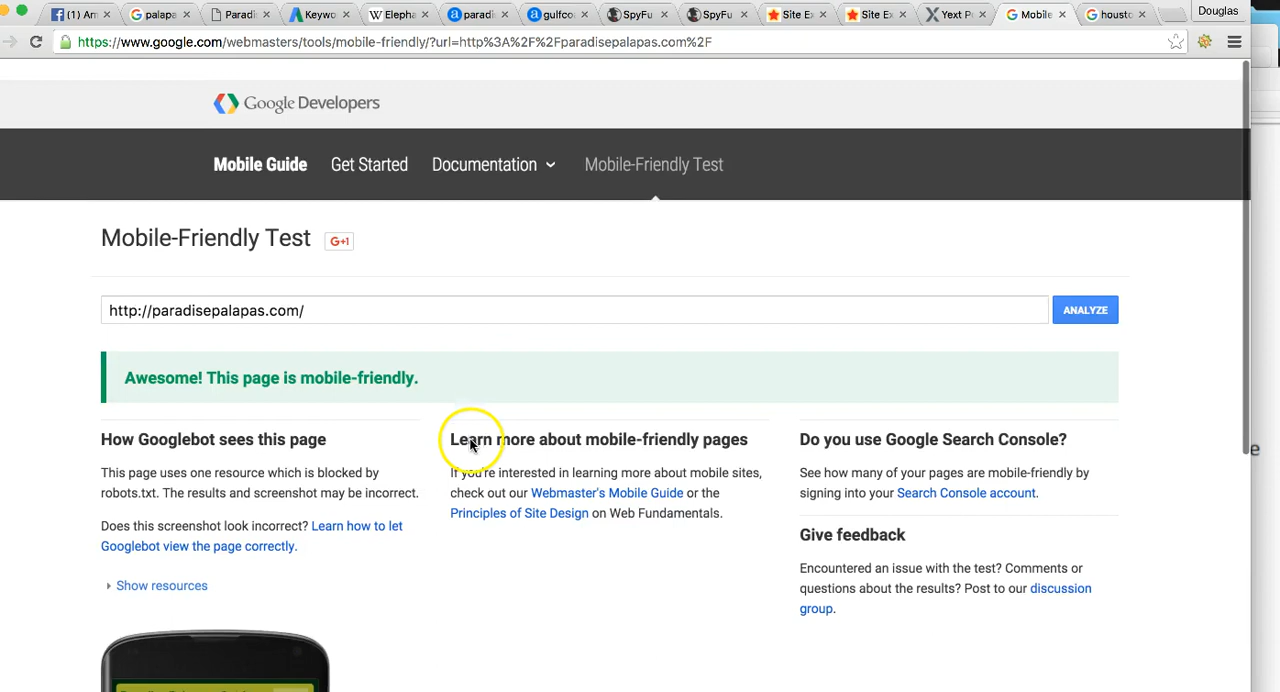 Ar
palapa
Paradi
Keywo
Eleph
paradi
gulfco
SpyFu
SpyFu
Site E
Site E
Yext P
Mobile
housto
Douglas
https://www.google.com/webmasters/tools/mobile-friendly/?url=http%3A%2F%2Fparadisepalapas.com%2F
Google Developers
Mobile Guide Get Started Documentation Mobile-Friendly Test
Mobile-Friendly Test G+1
http://paradisepalapas.com/ ANALYZE
Awesome! This page is mobile-friendly.
How Googlebot sees this page
This page uses one resource which is blocked by
robots.txt. The results and screenshot may be incorrect.
Does this screenshot look incorrect? Learn how to let
Googlebot view the page correctly.
Show resources
Learn more about mobile-friendly pages
If you're interested in learning more about mobile sites,
check out our Webmaster's Mobile Guide or the
Principles of Site Design on Web Fundamentals.
Do you use Google Search Console?
See how many of your pages are mobile-friendly by
signing into your Search Console account.
Give feedback
Encountered an issue with the test? Comments or
questions about the results? Post to our discussion
group.